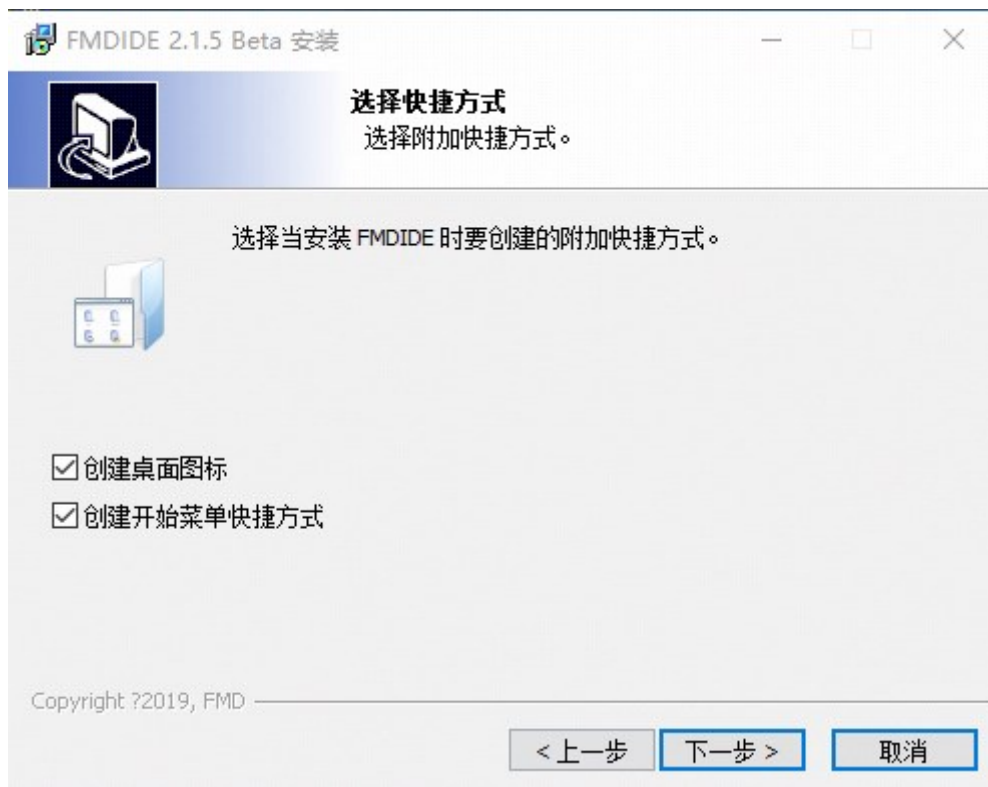 FMDIDE 2.1.5 Beta 安装
选择快捷方式
选择附加快捷方式。
选择当安装 FMDIDE 时要创建的附加快捷方式。
创建桌面图标
创建开始菜单快捷方式
Copyright ?2019, FMD
<上一步 下一步> 取消